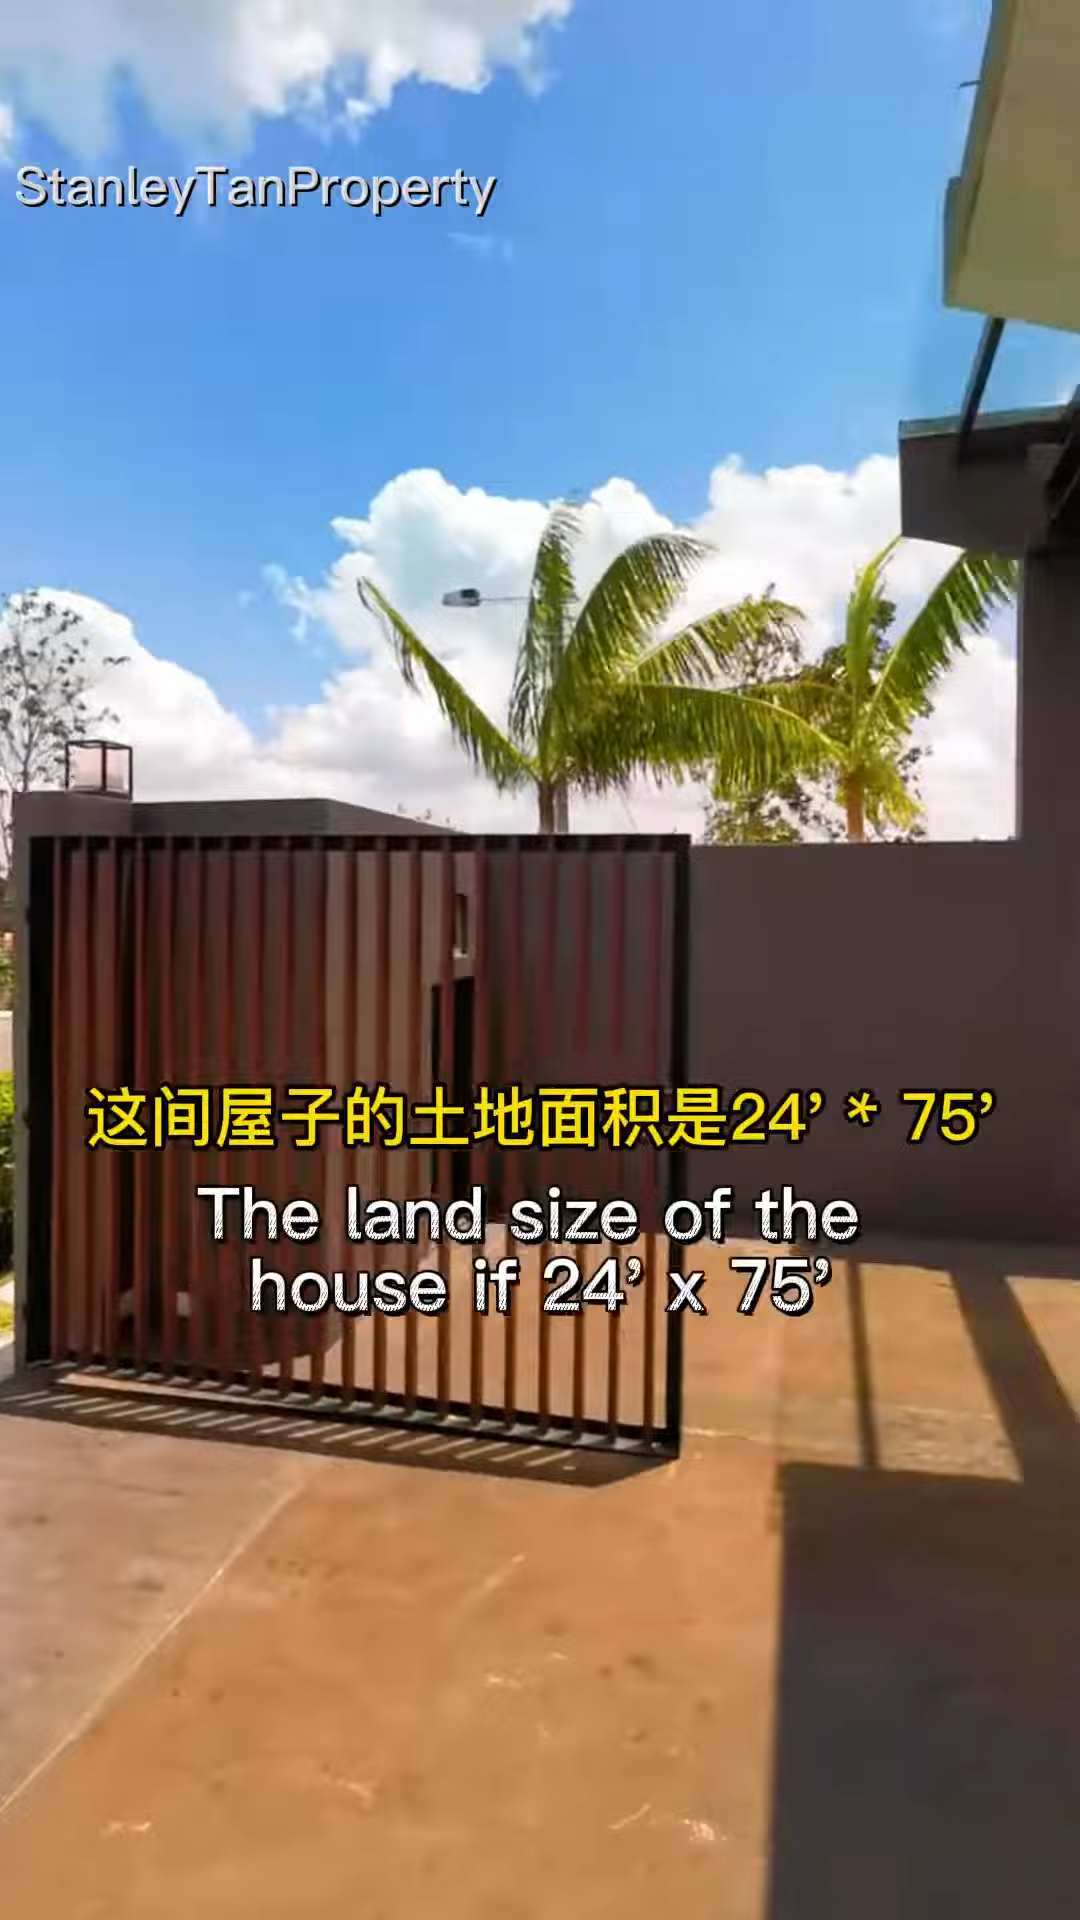 StanleyTanProperty
这间屋子的土地面积是24’ * 75’
The land size of the
house if 24’ x 75’